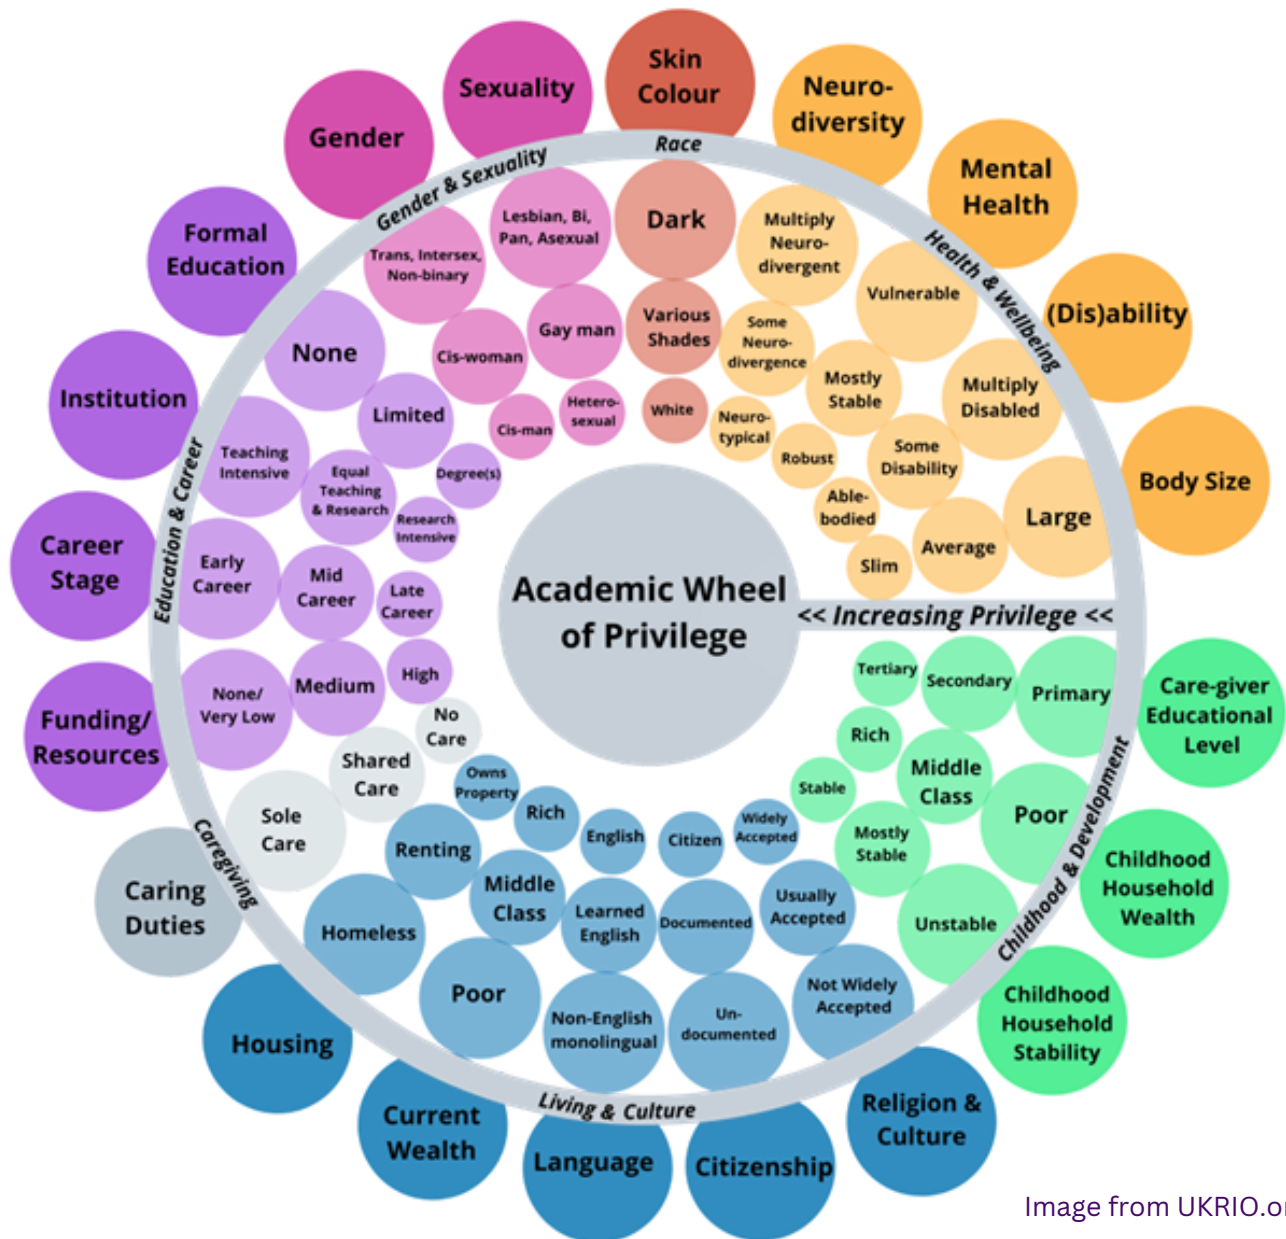 Academic Wheel
of Privilege
<< Increasing Privilege <<
Race
Skin
Colour
Dark
Various
Shades
White
Health & Wellbeing
Neuro-
diversity
Multiply
Neuro-
divergent
Some
Neuro-
divergence
Neuro-
typical
Mental
Health
Vulnerable
Mostly
Stable
Robust
(Dis)ability
Multiply
Disabled
Some
Disability
Able-
bodied
Body Size
Large
Average
Slim
Childhood & Development
Care-giver
Educational
Level
Primary
Secondary
Tertiary
Childhood
Household
Wealth
Poor
Middle
Class
Rich
Childhood
Household
Stability
Unstable
Mostly
Stable
Stable
Living & Culture
Religion &
Culture
Not Widely
Accepted
Usually
Accepted
Widely
Accepted
Citizenship
Un-
documented
Documented
Citizen
Language
Non-English
monolingual
Learned
English
English
Current
Wealth
Poor
Middle
Class
Rich
Housing
Homeless
Renting
Owns
Property
Caregiving
Caring
Duties
Sole
Care
Shared
Care
No
Care
Education & Career
Funding/
Resources
None/
Very Low
Medium
High
Career
Stage
Early
Career
Mid
Career
Late
Career
Institution
Teaching
Intensive
Equal
Teaching
& Research
Research
Intensive
Formal
Education
None
Limited
Degree(s)
Gender & Sexuality
Gender
Trans, Intersex,
Non-binary
Cis-woman
Cis-man
Sexuality
Lesbian, Bi,
Pan, Asexual
Gay man
Hetero-
sexual
Image from UKRIO.or